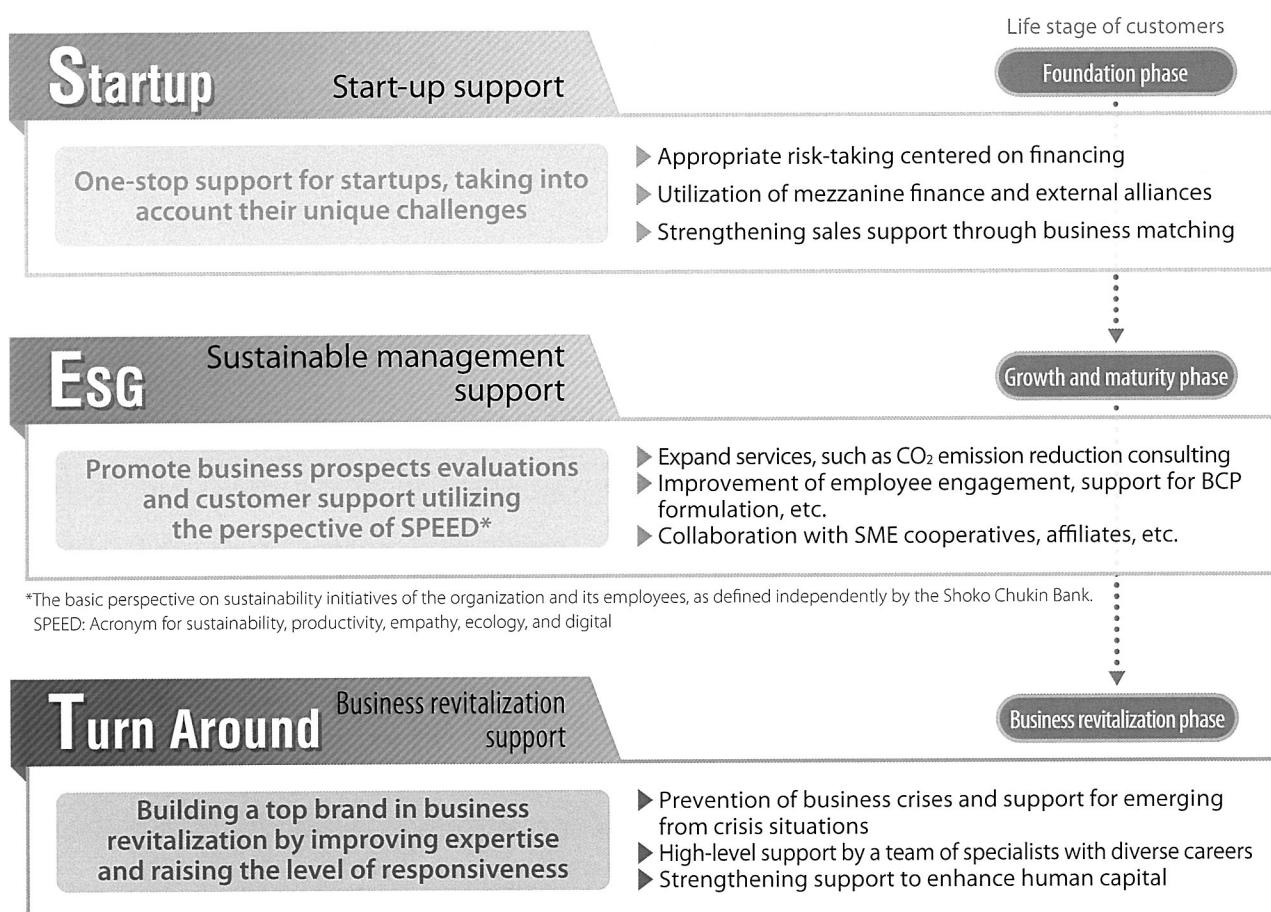 Life stage of customers
Startup
Start-up support
Foundation phase
One-stop support for startups, taking into
account their unique challenges
Appropriate risk-taking centered on financing
Utilization of mezzanine finance and external alliances
Strengthening sales support through business matching
ESG
Sustainable management
support
Growth and maturity phase
Promote business prospects evaluations
and customer support utilizing
the perspective of SPEED*
Expand services, such as CO₂ emission reduction consulting
Improvement of employee engagement, support for BCP
formulation, etc.
Collaboration with SME cooperatives, affiliates, etc.
*The basic perspective on sustainability initiatives of the organization and its employees, as defined independently by the Shoko Chukin Bank.
SPEED: Acronym for sustainability, productivity, empathy, ecology, and digital
Turn Around
Business revitalization
support
Business revitalization phase
Building a top brand in business
revitalization by improving expertise
and raising the level of responsiveness
Prevention of business crises and support for emerging
from crisis situations
High-level support by a team of specialists with diverse careers
Strengthening support to enhance human capital